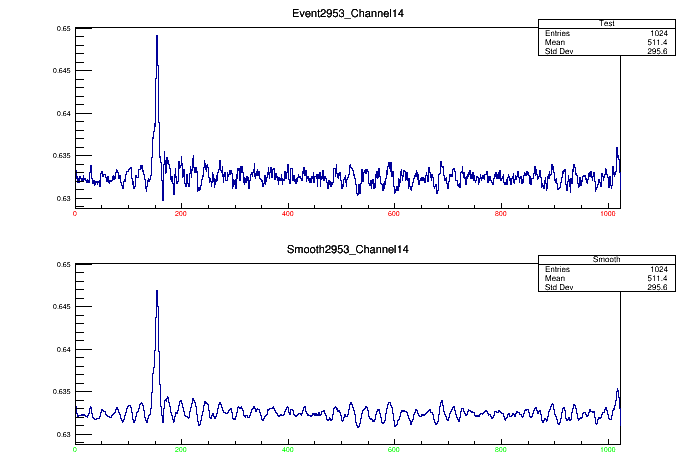 Event2953_Channel14
Test
Entries 1024
Mean 511.4
Std Dev 295.6
0.65
0.645
0.64
0.635
0.63
0 200 400 600 800 1000
Smooth2953_Channel14
Smooth
Entries 1024
Mean 511.4
Std Dev 295.6
0.65
0.645
0.64
0.635
0.63
0 200 400 600 800 1000